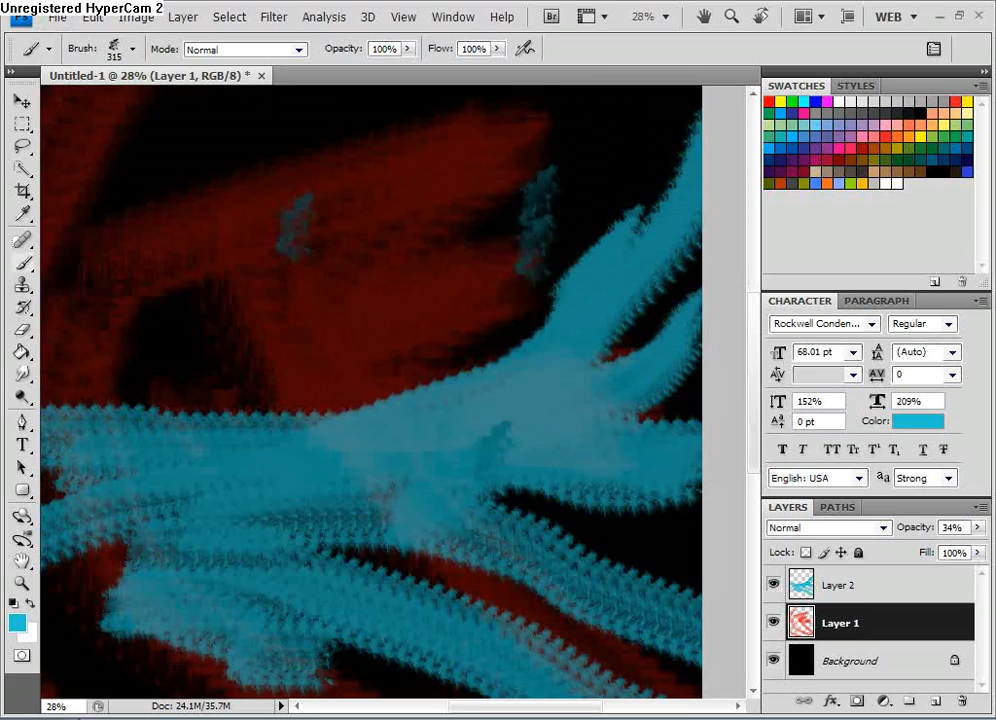 Unregistered HyperCam 2
Ps Edit Image Layer Select Filter Analysis 3D View Window Help Br 28% WEB
Brush: 315 Mode: Normal Opacity: 100% Flow: 100%
Untitled-1 @ 28% (Layer 1, RGB/8) *
SWATCHES STYLES
CHARACTER PARAGRAPH
Rockwell Conden... Regular
68.01 pt (Auto)
0
152% 209%
0 pt Color:
English: USA aa Strong
LAYERS PATHS
Normal Opacity: 34%
Lock: Fill: 100%
Layer 2
Layer 1
Background
28% Doc: 24.1M/35.7M